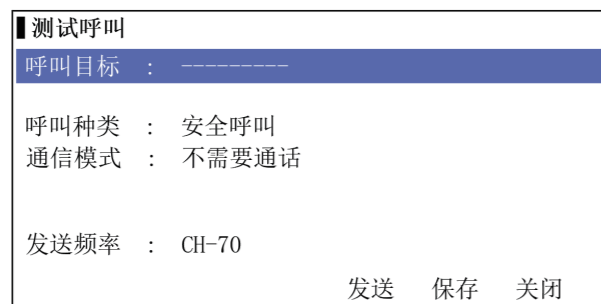 测试呼叫
呼叫目标 : ---------
呼叫种类 : 安全呼叫
通信模式 : 不需要通话
发送频率 : CH-70
发送 保存 关闭